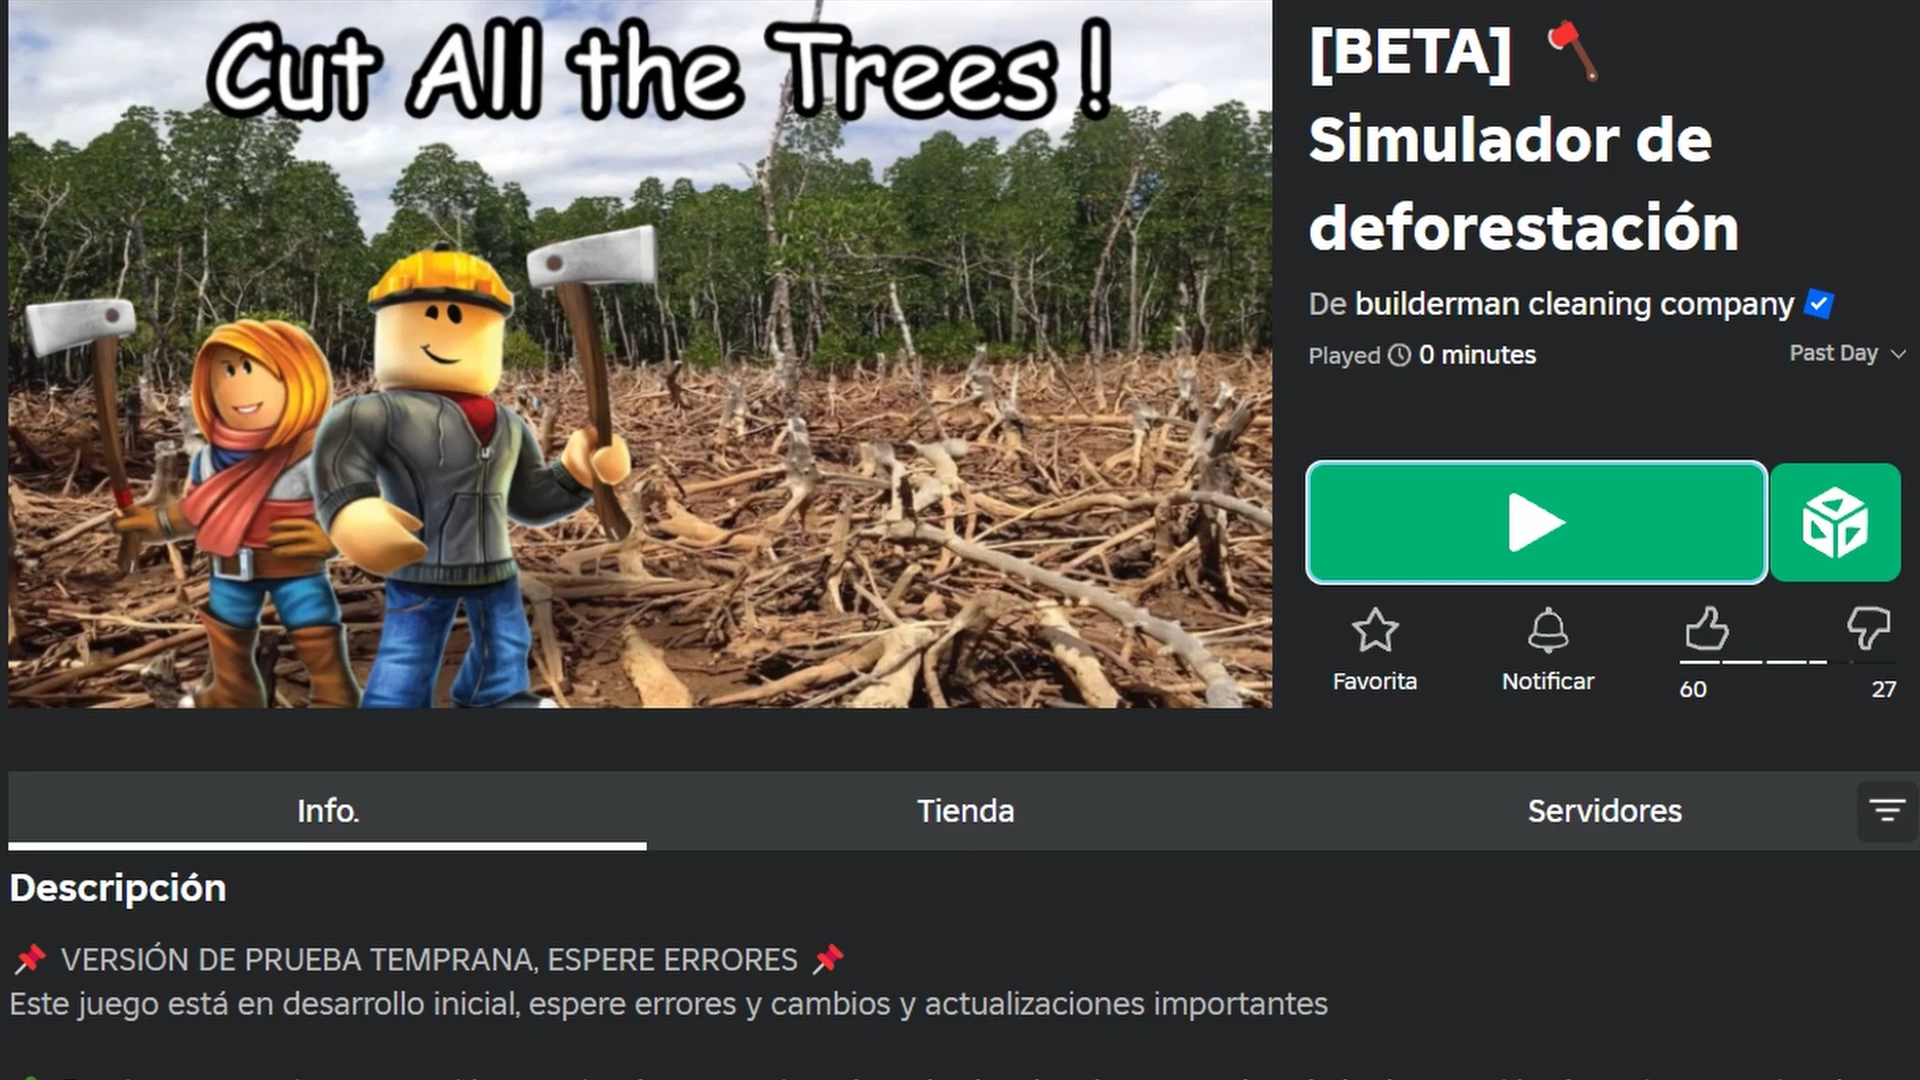 Cut All the Trees !
[BETA]
Simulador de
deforestación
De builderman cleaning company
Played 0 minutes
Past Day
Favorita
Notificar
60
27
Info.
Tienda
Servidores
Descripción
VERSIÓN DE PRUEBA TEMPRANA, ESPERE ERRORES
Este juego está en desarrollo inicial, espere errores y cambios y actualizaciones importantes